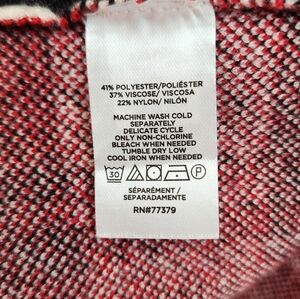 41% POLYESTER/POLIÉSTER
37% VISCOSE/ VISCOSA
22% NYLON/ NILÓN
MACHINE WASH COLD
SEPARATELY
DELICATE CYCLE
ONLY NON-CHLORINE
BLEACH WHEN NEEDED
TUMBLE DRY LOW
COOL IRON WHEN NEEDED
30 P
SÉPARÉMENT /
SEPARADAMENTE
RN#77379